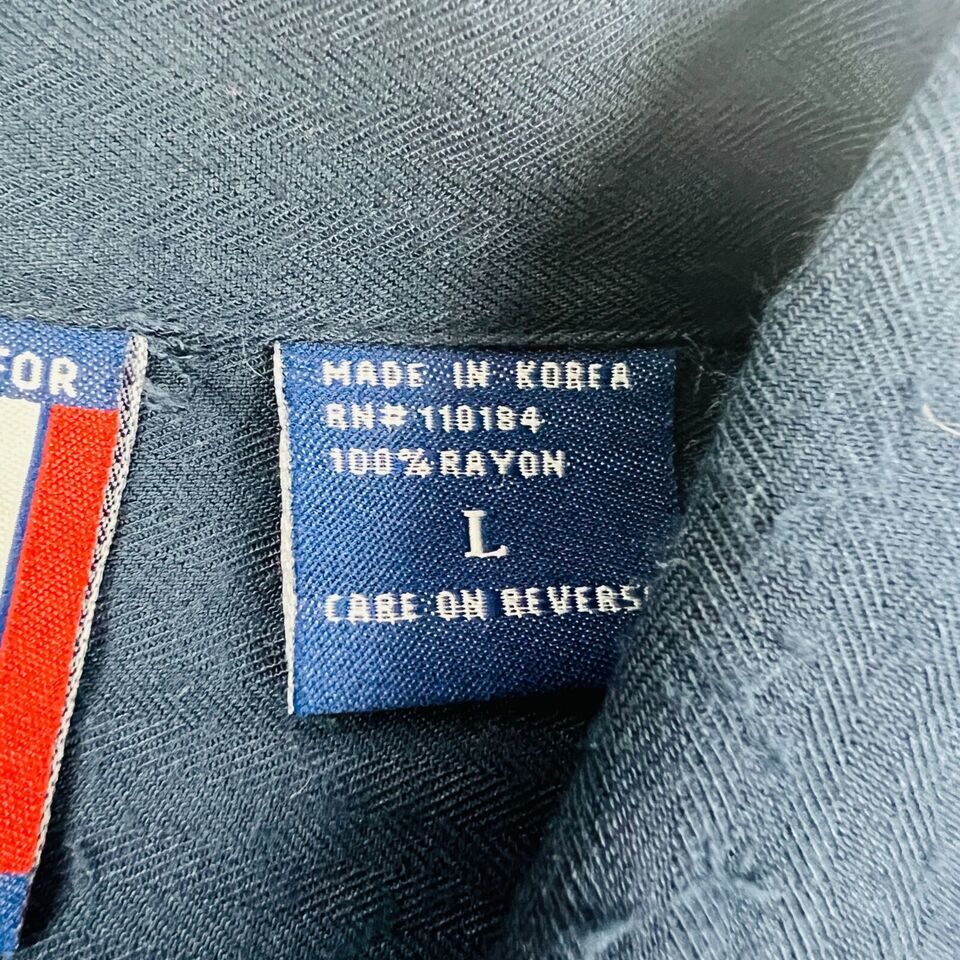 FOR
MADE IN KOREA
RN# 110184
100% RAYON
L
CARE ON REVERS